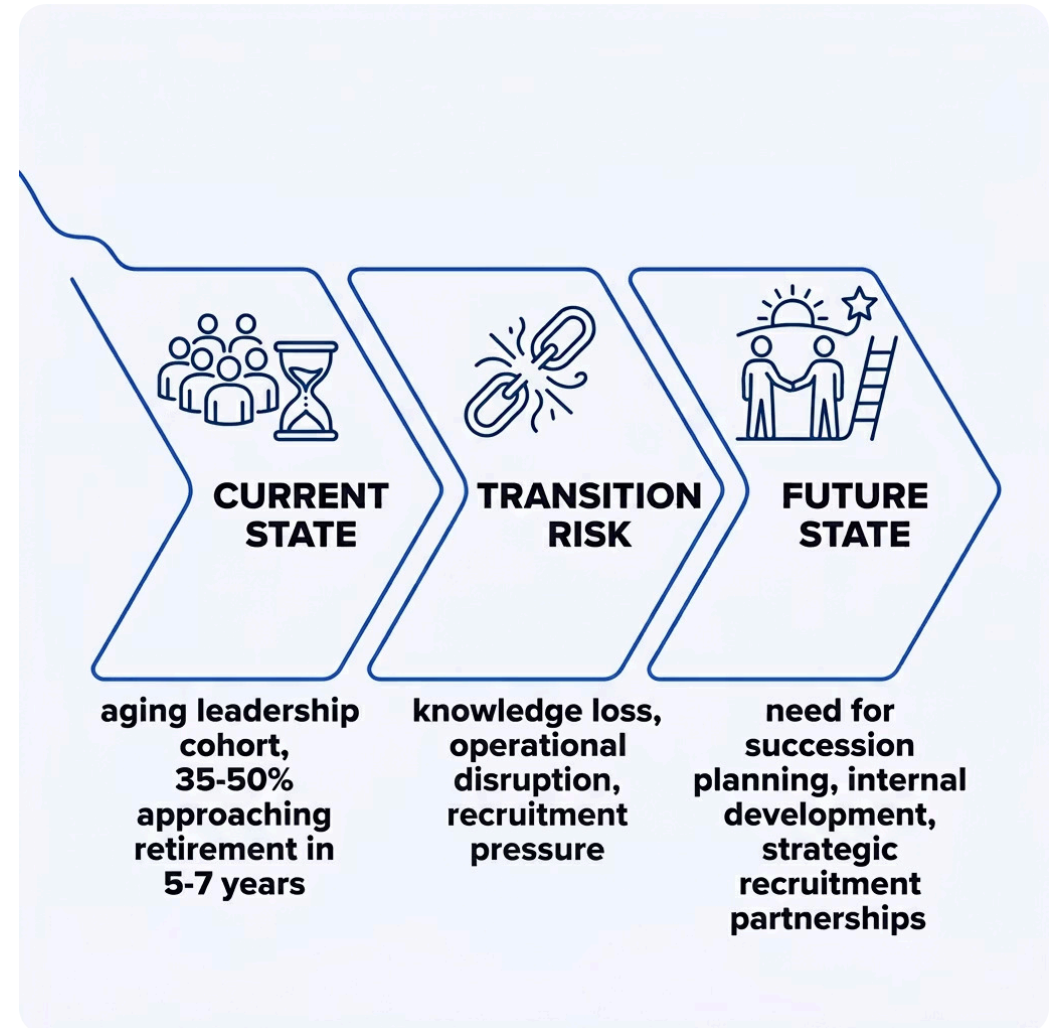 CURRENT
STATE
aging leadership
cohort,
35-50%
approaching
retirement in
5-7 years
TRANSITION
RISK
knowledge loss,
operational
disruption,
recruitment
pressure
FUTURE
STATE
need for
succession
planning, internal
development,
strategic
recruitment
partnerships